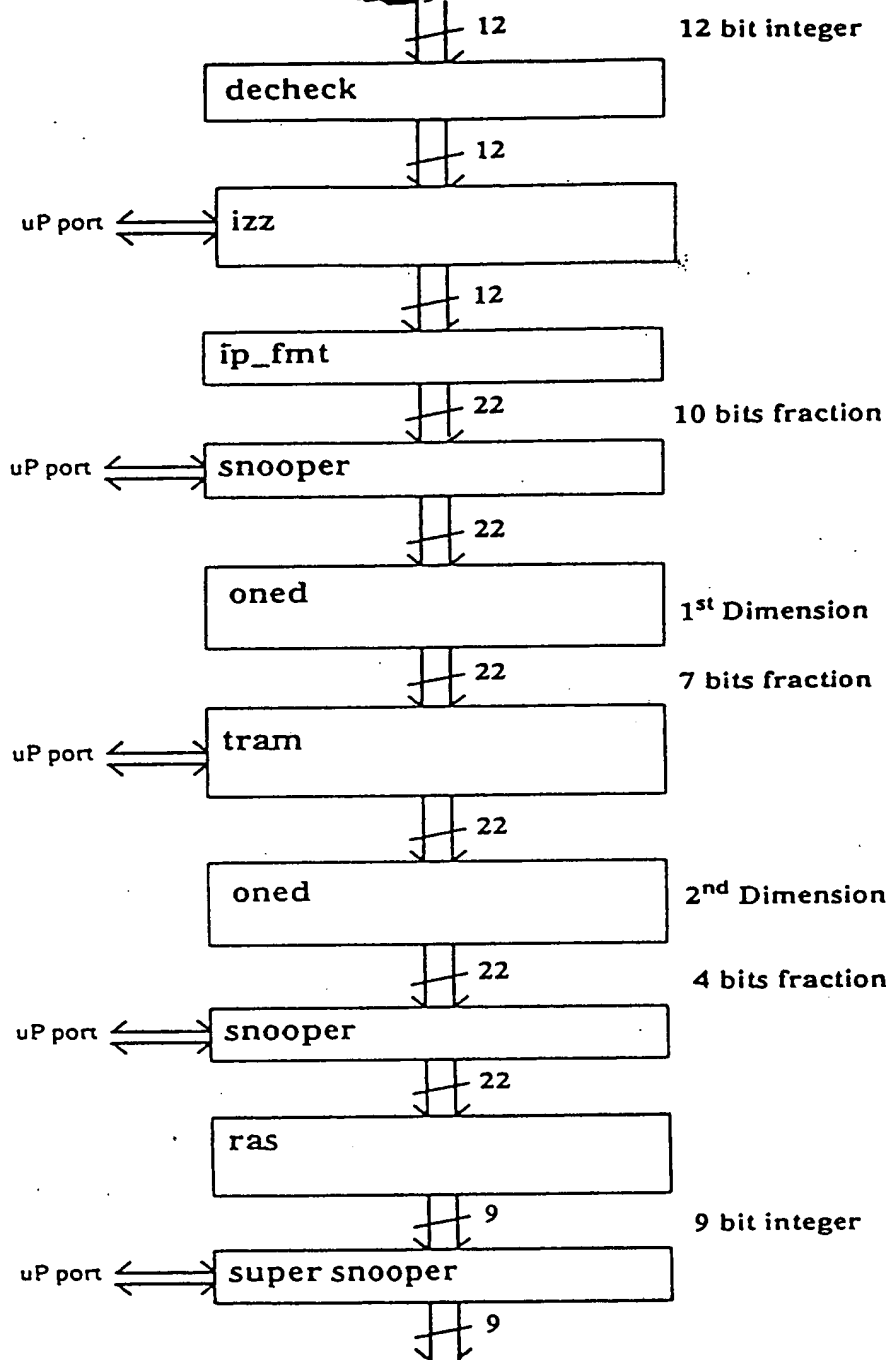 12 12 bit integer
decheck
12
uP port izz
12
ip_fmt
22 10 bits fraction
uP port snooper
22
oned 1st Dimension
22 7 bits fraction
uP port tram
22
oned 2nd Dimension
22 4 bits fraction
uP port snooper
22
ras
9 9 bit integer
uP port super snooper
9